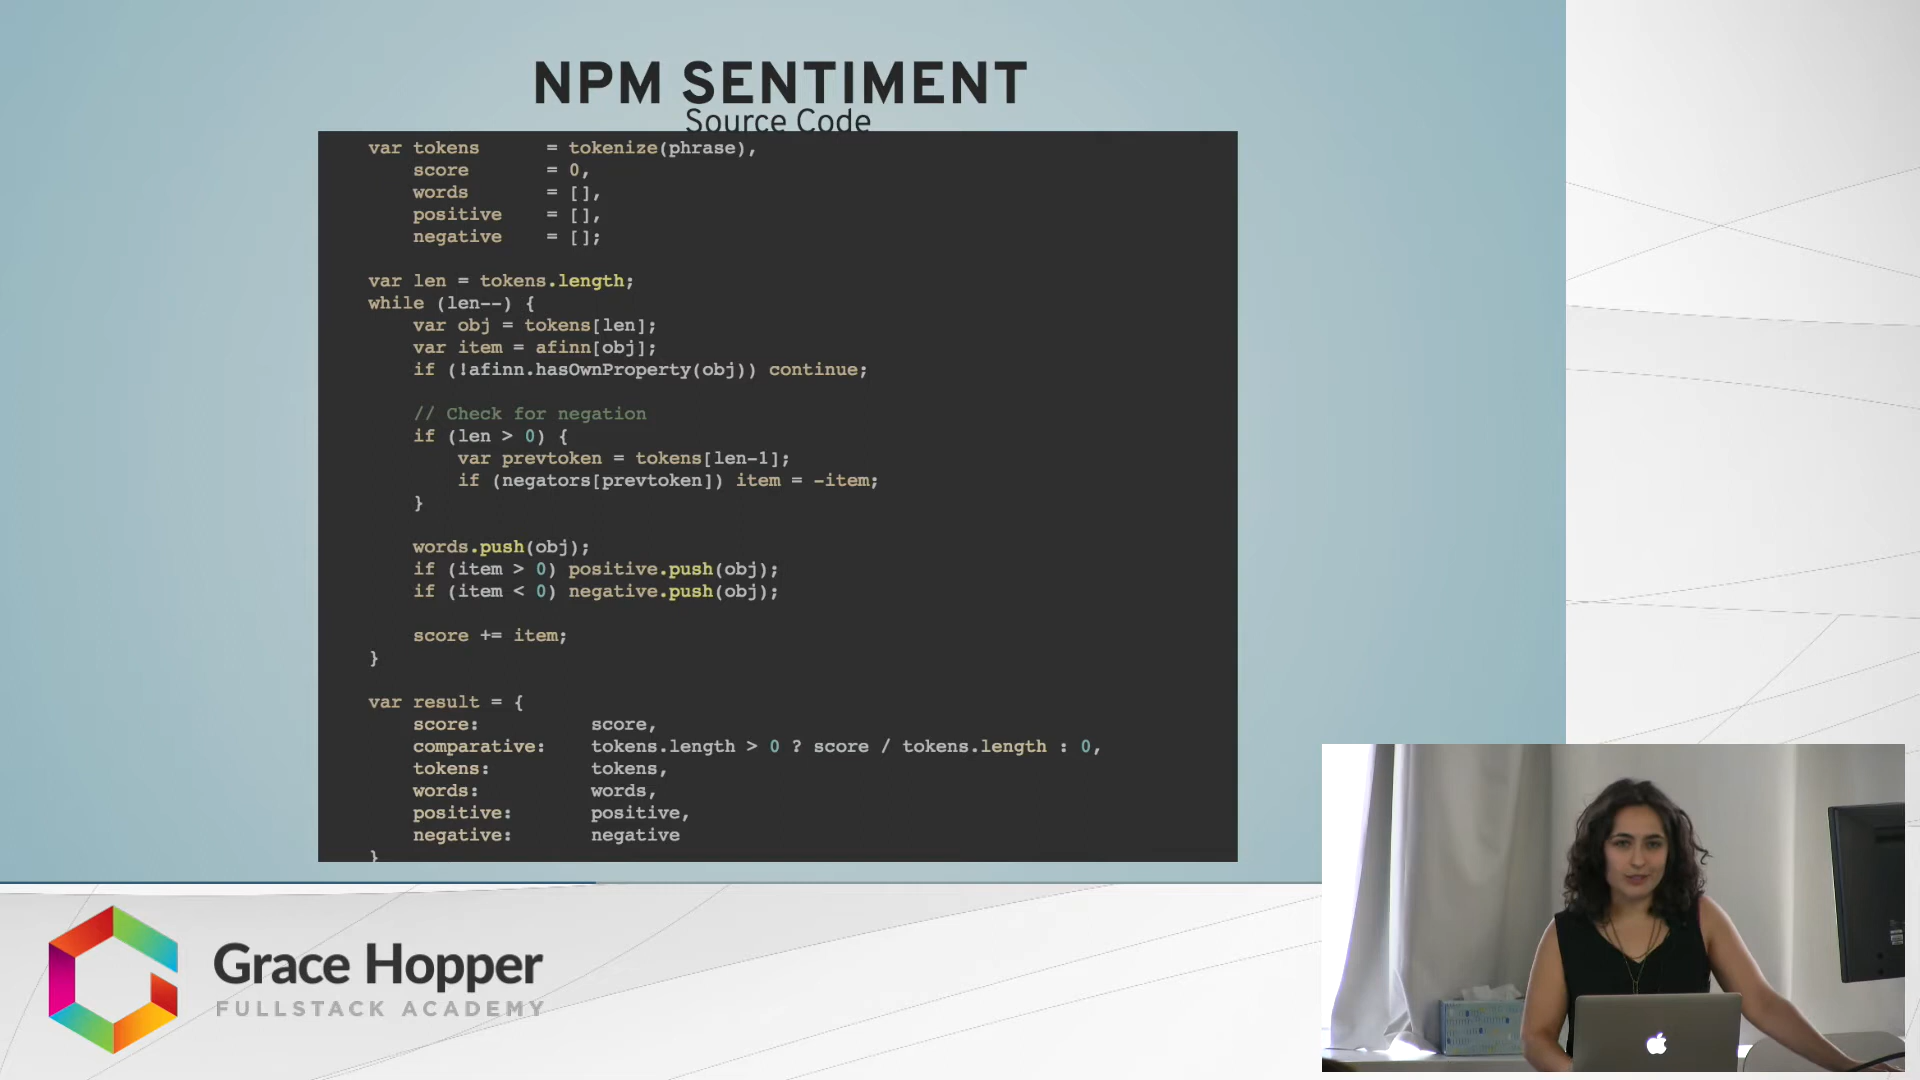 NPM SENTIMENT
Source Code
var tokens      = tokenize(phrase),
    score       = 0,
    words       = [],
    positive    = [],
    negative    = [];

var len = tokens.length;
while (len--) {
    var obj = tokens[len];
    var item = afinn[obj];
    if (!afinn.hasOwnProperty(obj)) continue;

    // Check for negation
    if (len > 0) {
        var prevtoken = tokens[len-1];
        if (negators[prevtoken]) item = -item;
    }

    words.push(obj);
    if (item > 0) positive.push(obj);
    if (item < 0) negative.push(obj);

    score += item;
}

var result = {
    score:          score,
    comparative:    tokens.length > 0 ? score / tokens.length : 0,
    tokens:         tokens,
    words:          words,
    positive:       positive,
    negative:       negative
}
Grace Hopper
FULLSTACK ACADEMY